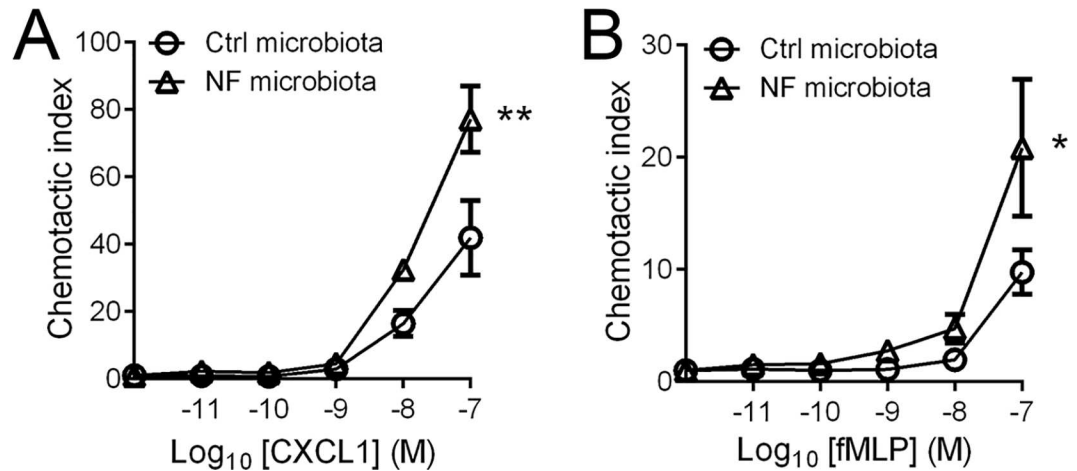 A
Ctrl microbiota
NF microbiota
100
80
60
40
20
0
Chemotactic index
**
-11 -10 -9 -8 -7
Log₁₀ [CXCL1] (M)
B
Ctrl microbiota
NF microbiota
30
20
10
0
Chemotactic index
*
-11 -10 -9 -8 -7
Log₁₀ [fMLP] (M)